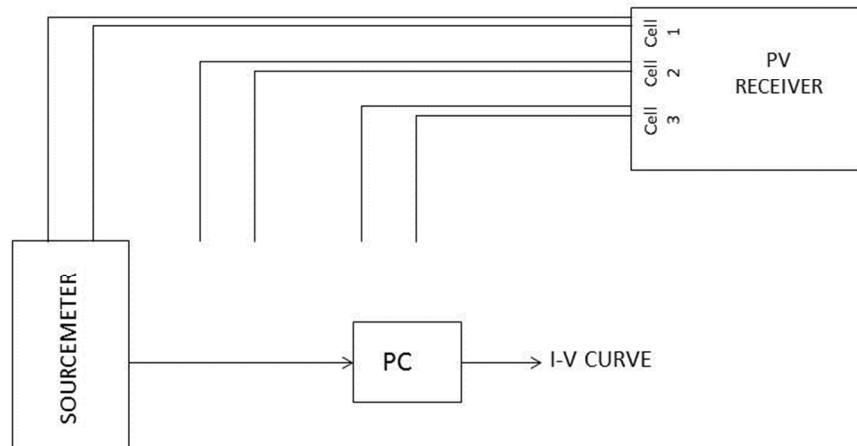 Cell 1
Cell 2
Cell 3
PV
RECEIVER
SOURCEMETER
PC
I-V CURVE